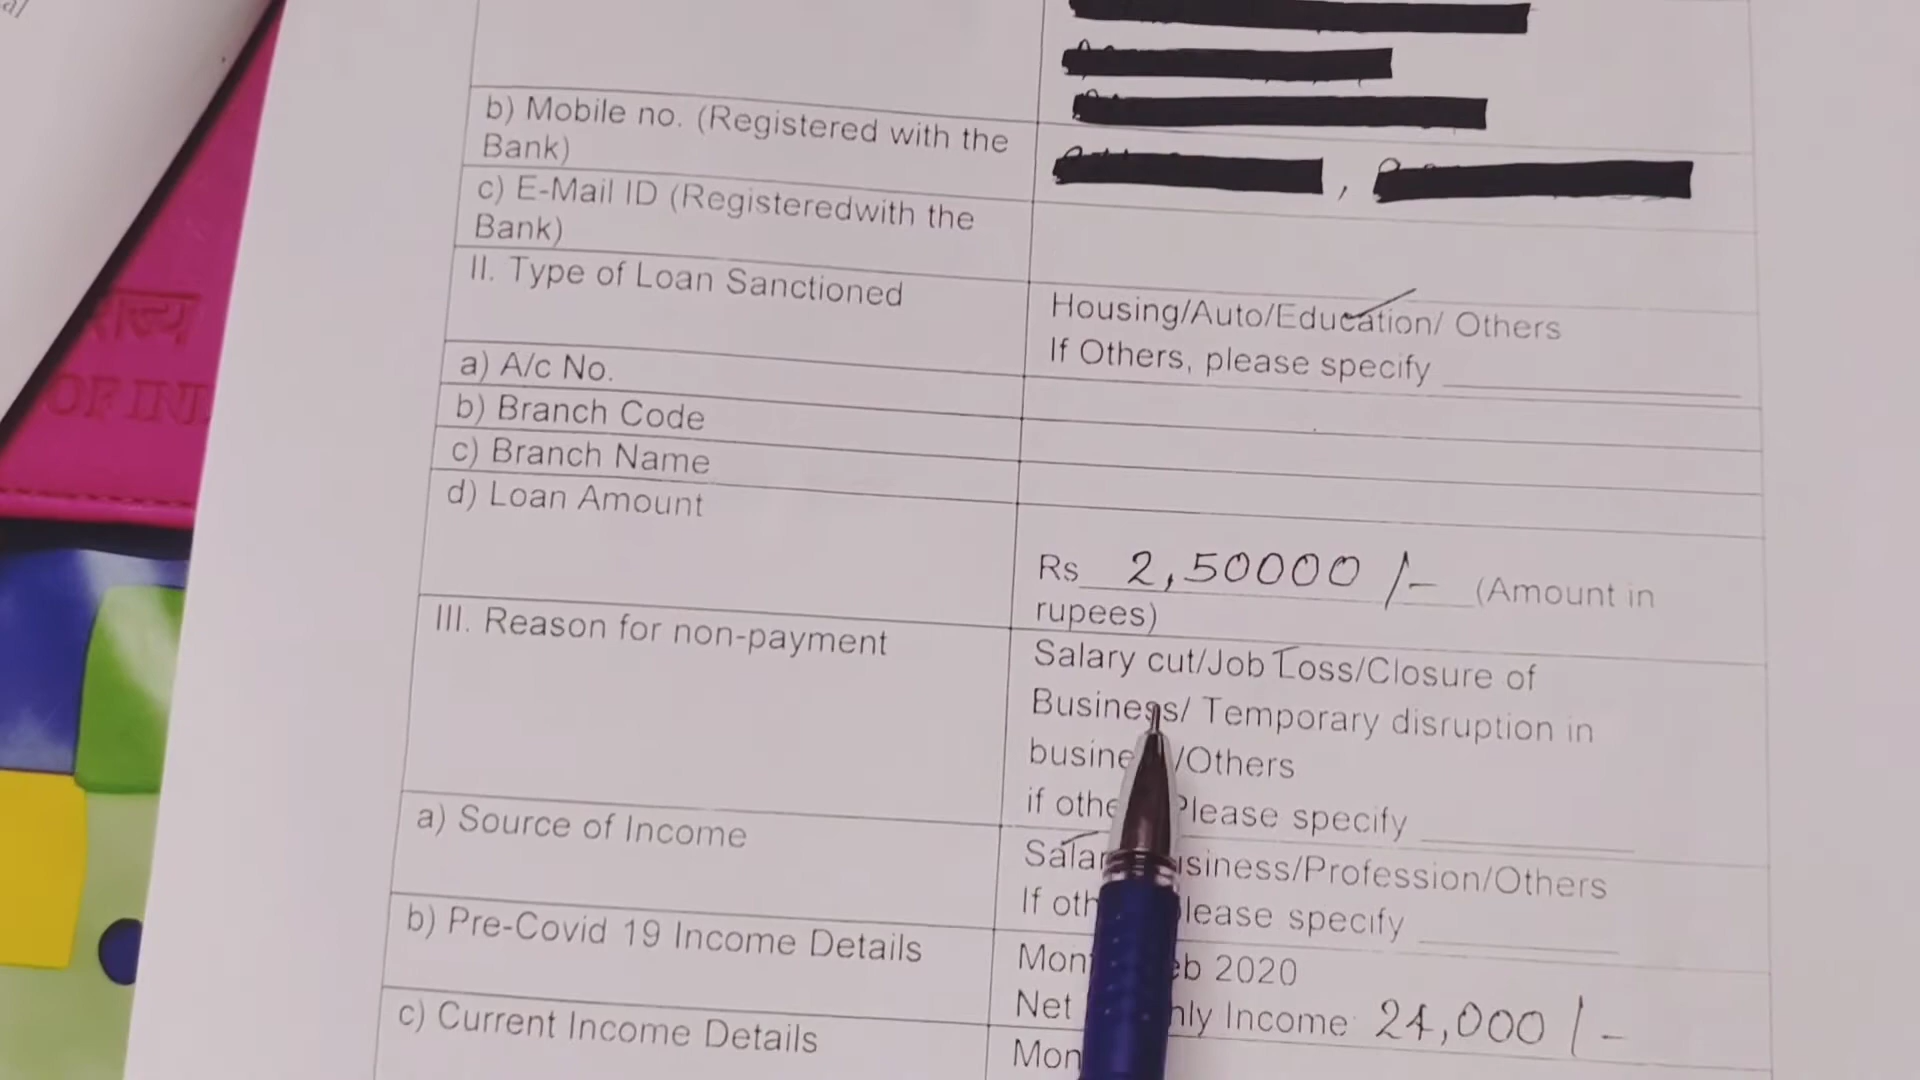 b) Mobile no. (Registered with the
Bank)
,
c) E-Mail ID (Registeredwith the
Bank)
II. Type of Loan Sanctioned
Housing/Auto/Education/ Others
If Others, please specify
a) A/c No.
b) Branch Code
c) Branch Name
d) Loan Amount
Rs 2,50000 /- (Amount in
rupees)
III. Reason for non-payment
Salary cut/Job Loss/Closure of
Business/ Temporary disruption in
/Others
Please specify
a) Source of Income
/Profession/Others
If specify
b) Pre-Covid 19 Income Details
2020
Net Income: 24,000 /-
c) Current Income Details
राज्य
OF